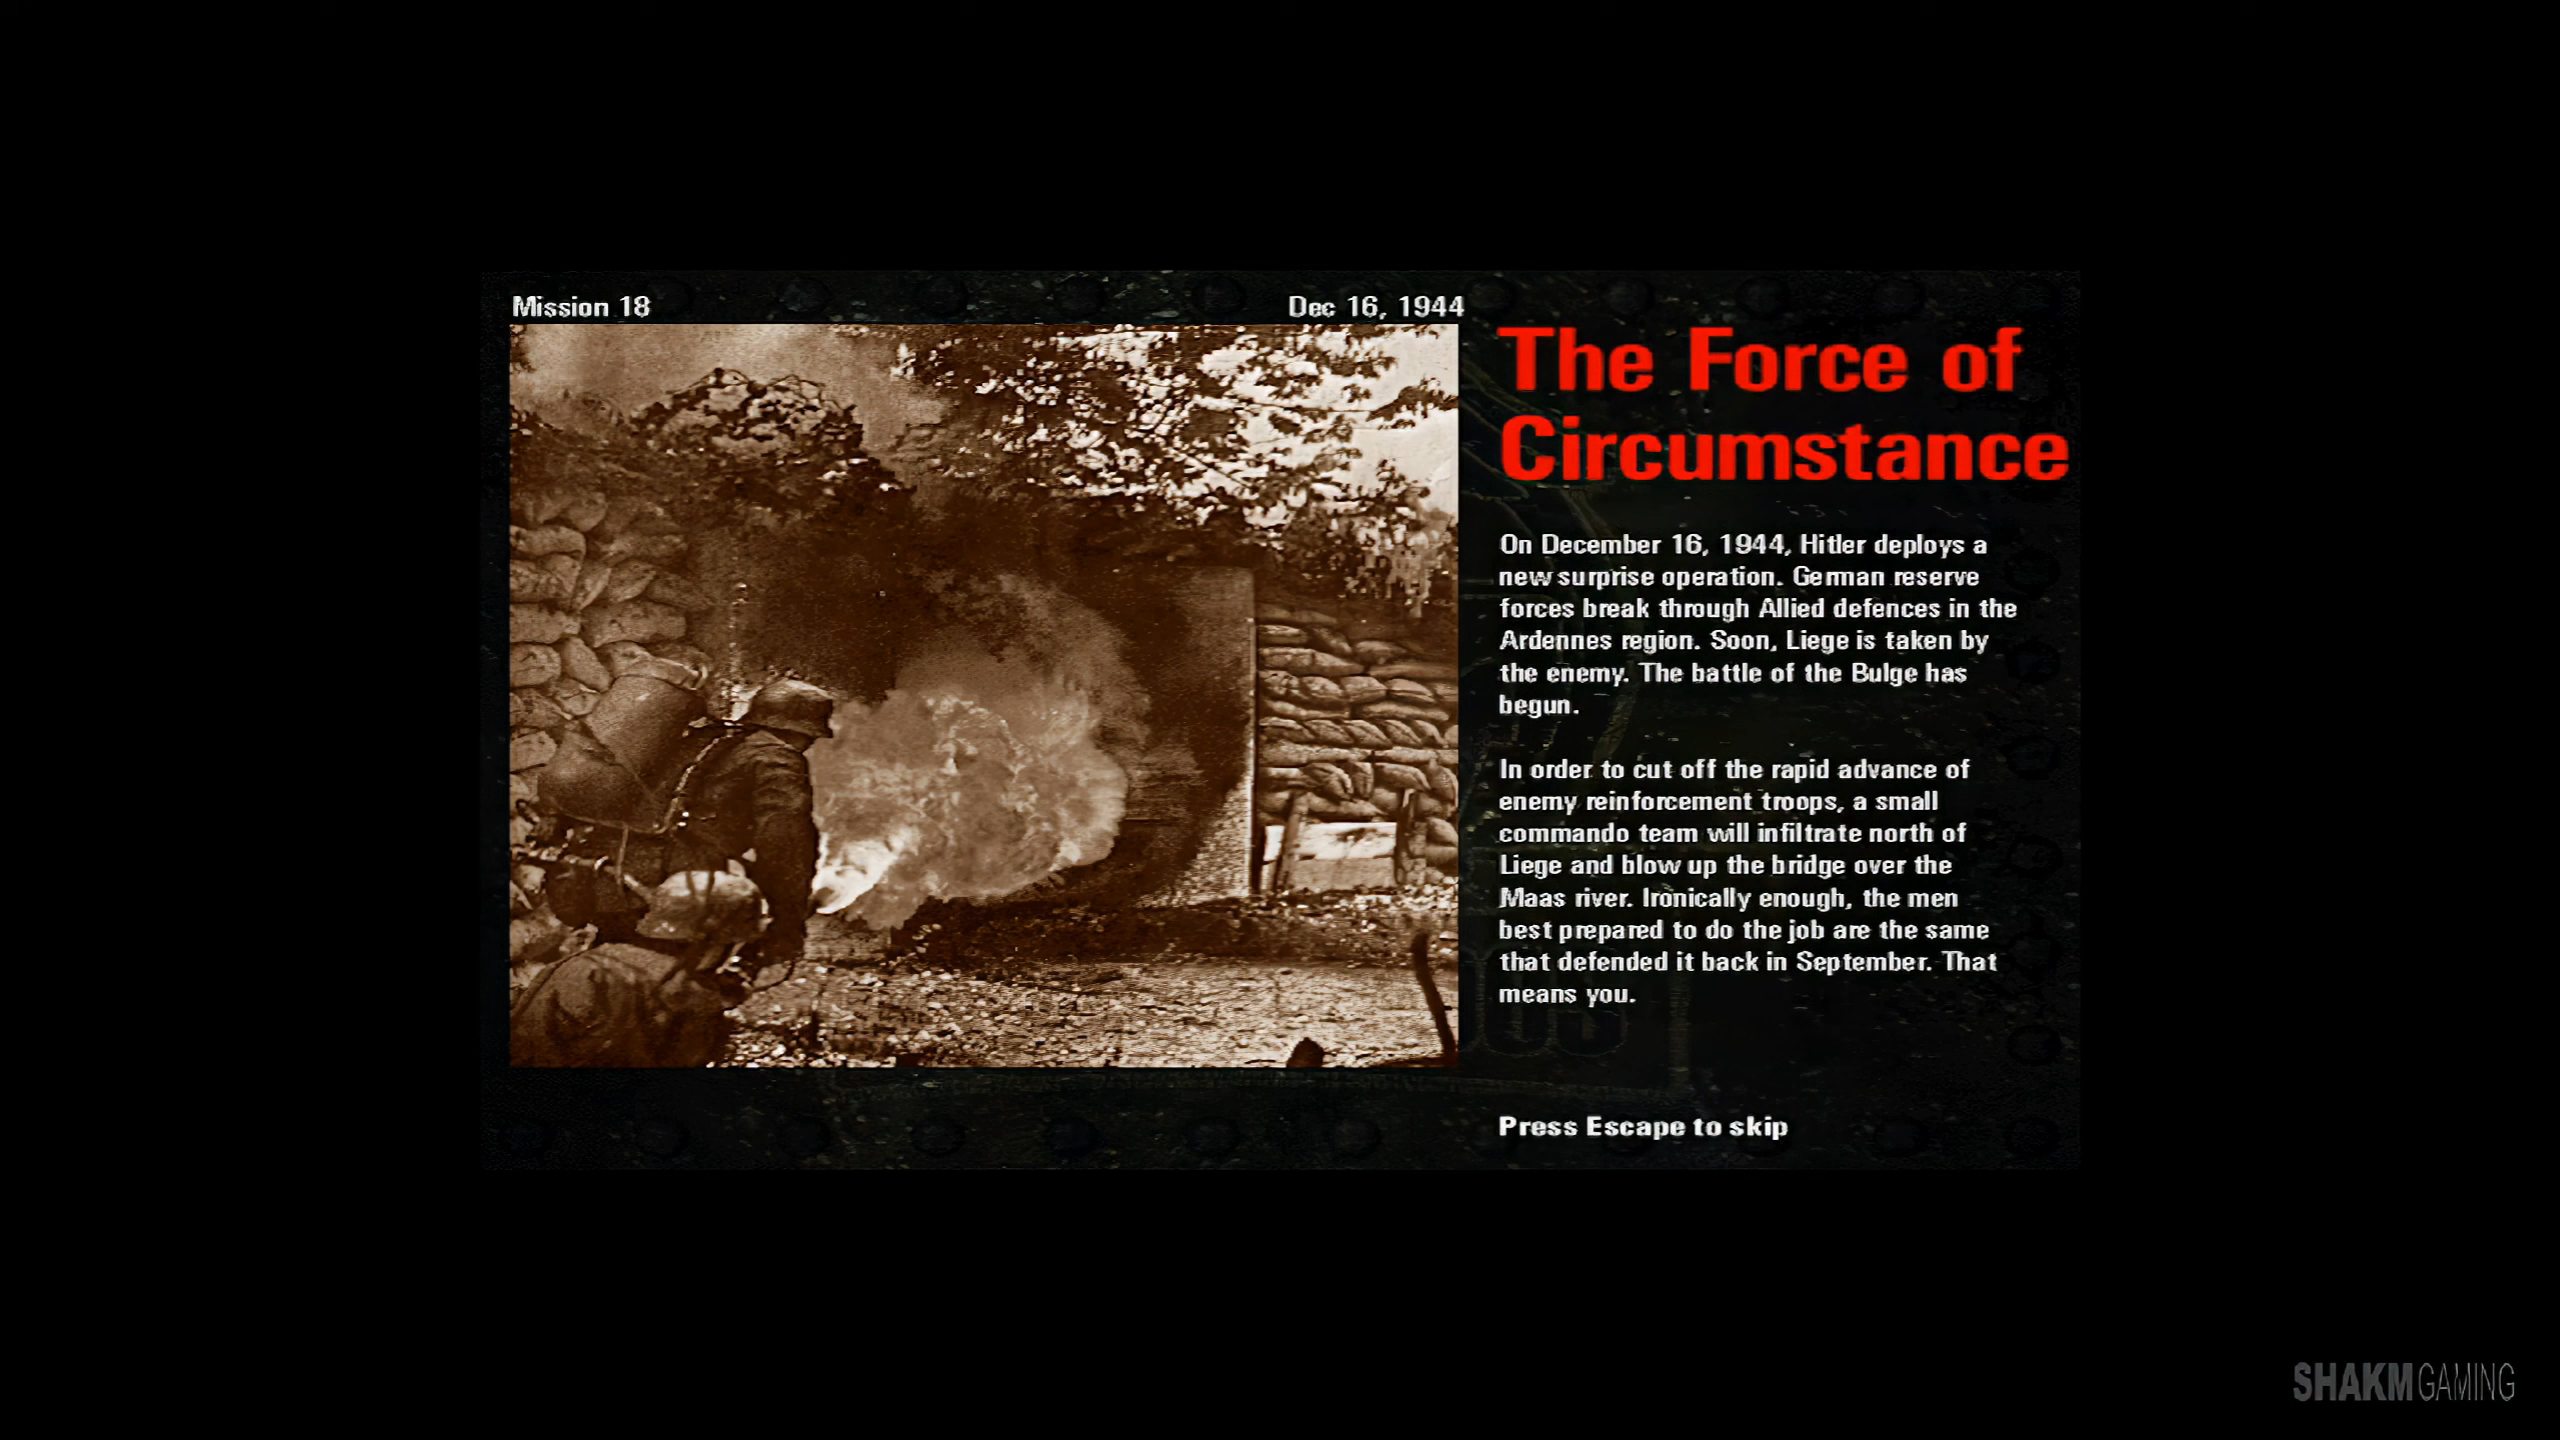 Mission 18
Dec 16, 1944
The Force of
Circumstance
On December 16, 1944, Hitler deploys a
new surprise operation. German reserve
forces break through Allied defences in the
Ardennes region. Soon, Liege is taken by
the enemy. The battle of the Bulge has
begun.
In order to cut off the rapid advance of
enemy reinforcement troops, a small
commando team will infiltrate north of
Liege and blow up the bridge over the
Maas river. Ironically enough, the men
best prepared to do the job are the same
that defended it back in September. That
means you.
Press Escape to skip
SHAKMGAMING